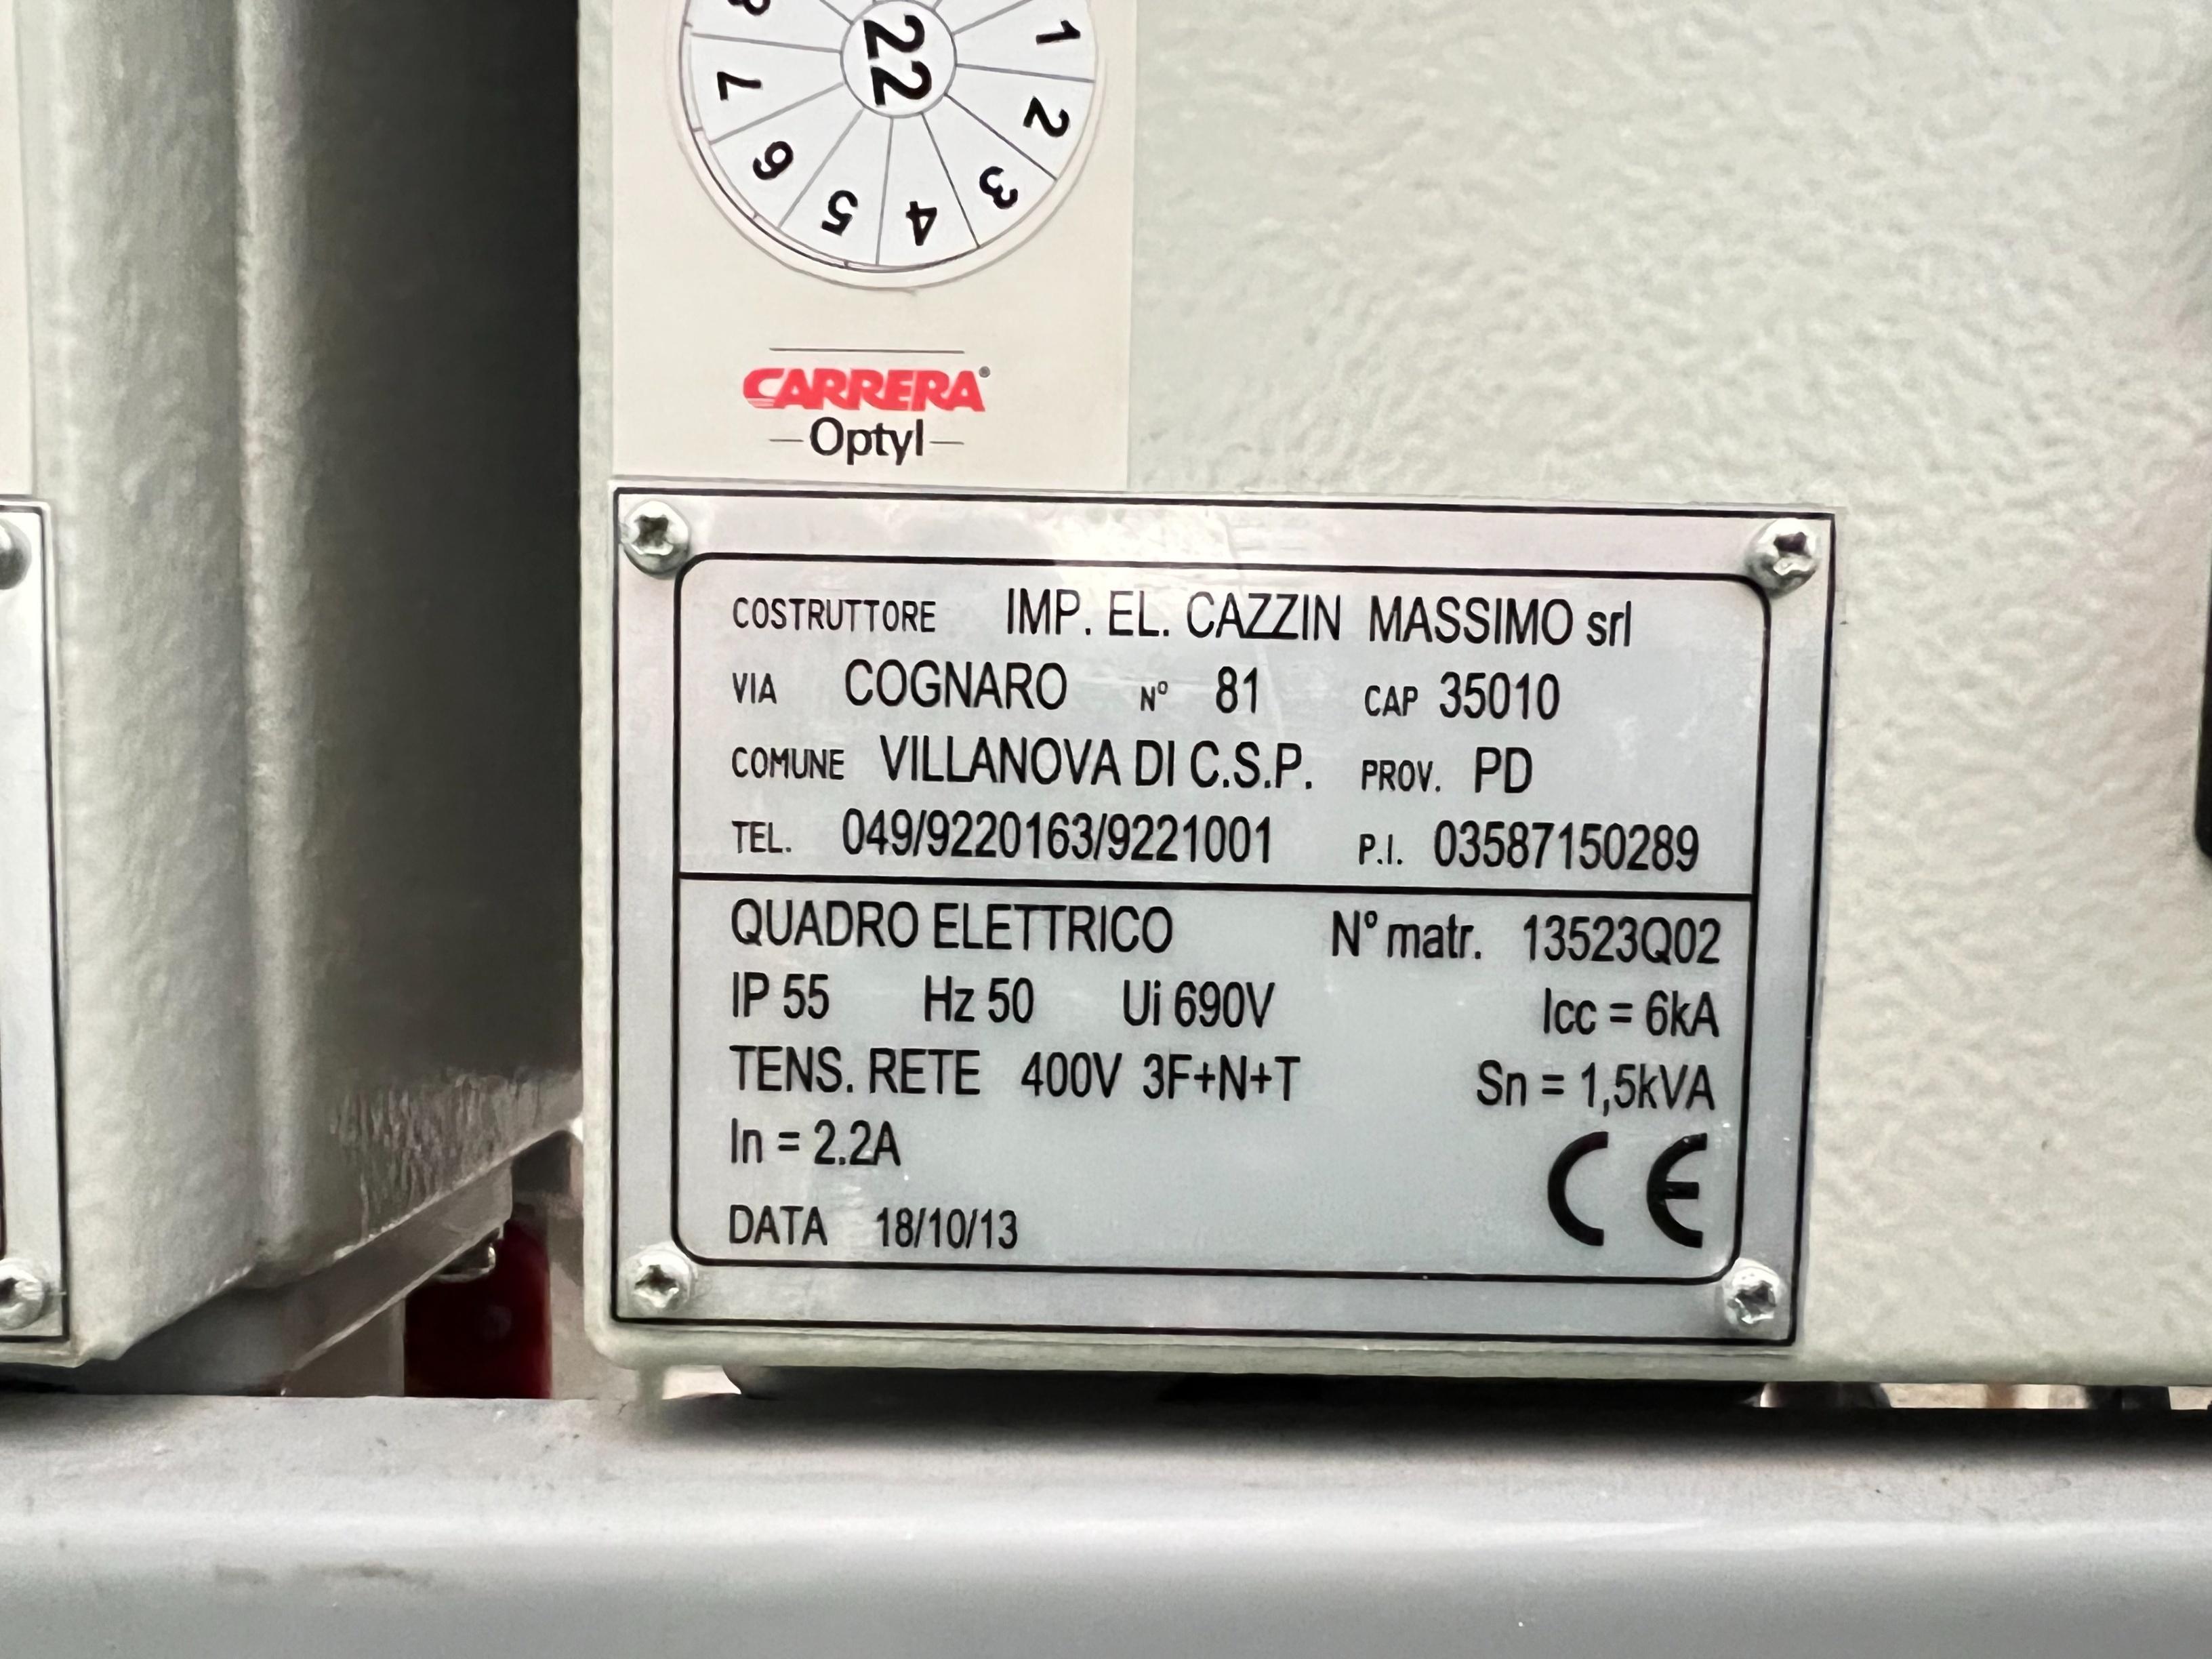 22
1
2
3
4
5
6
7
CARRERA®
Optyl
COSTRUTTORE IMP. EL. CAZZIN MASSIMO srl
VIA COGNARO N° 81 CAP 35010
COMUNE VILLANOVA DI C.S.P. PROV. PD
TEL. 049/9220163/9221001 P.I. 03587150289
QUADRO ELETTRICO N° matr. 13523Q02
IP 55 Hz 50 Ui 690V Icc = 6kA
TENS. RETE 400V 3F+N+T Sn = 1,5kVA
In = 2.2A
CE
DATA 18/10/13